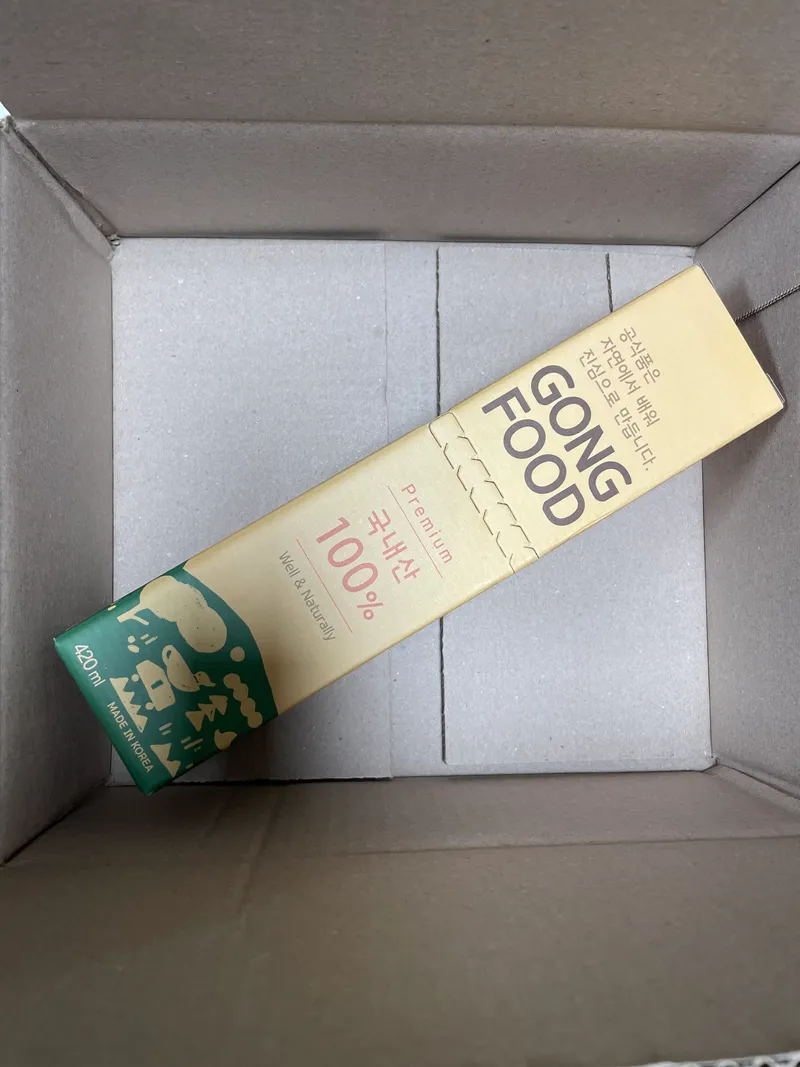 공식품은
자연에서 배워
진심으로 만듭니다.
GONG
FOOD
Premium
국내산
100%
Well & Naturally
420ml
MADE IN KOREA